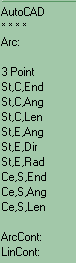 AutoCAD
* * * *
Arc:
3 Point
St,C,End
St,C,Ang
St,C,Len
St,E,Ang
St,E,Dir
St,E,Rad
Ce,S,End
Ce,S,Ang
Ce,S,Len
ArcCont:
LinCont: